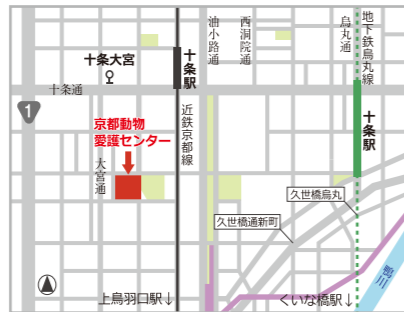 油小路通
西洞院通
烏丸通
地下鉄烏丸線
十条大宮
十条駅
十条通
1
近鉄京都線
京都動物
愛護センター
大宮通
十条駅
久世橋烏丸
久世橋通新町
鴨川
上鳥羽口駅↓
くいな橋駅↓